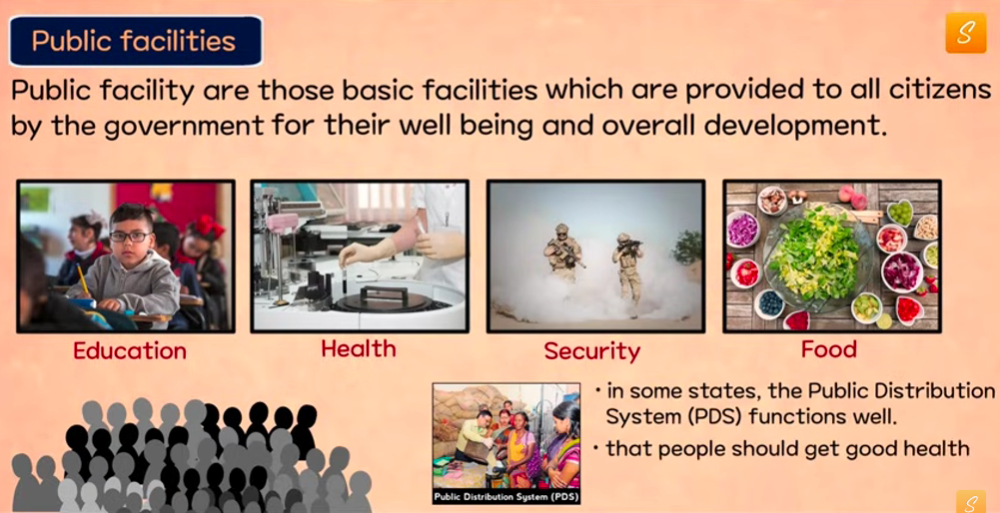 Public facilities
S
Public facility are those basic facilities which are provided to all citizens
by the government for their well being and overall development.
Education
Health
Security
Food
• in some states, the Public Distribution
System (PDS) functions well.
• that people should get good health
Public Distribution System (PDS)
S